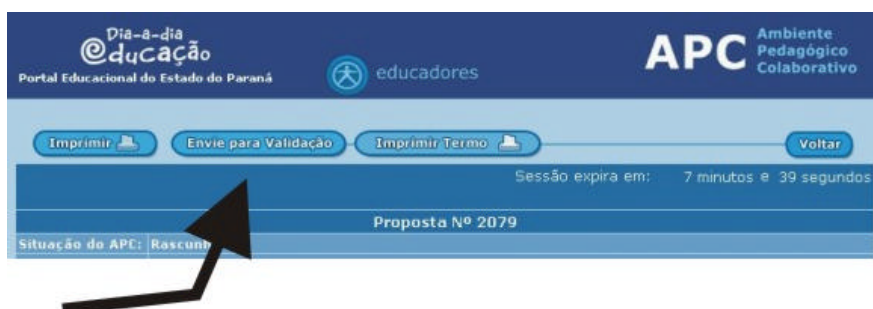 Dia-a-dia
@ducação
Portal Educacional do Estado do Paraná
educadores
APC
Ambiente
Pedagógico
Colaborativo
Imprimir
Envie para Validação
Imprimir Termo
Voltar
Sessão expira em: 7 minutos e 39 segundos
Proposta Nº 2079
Situação do APC: